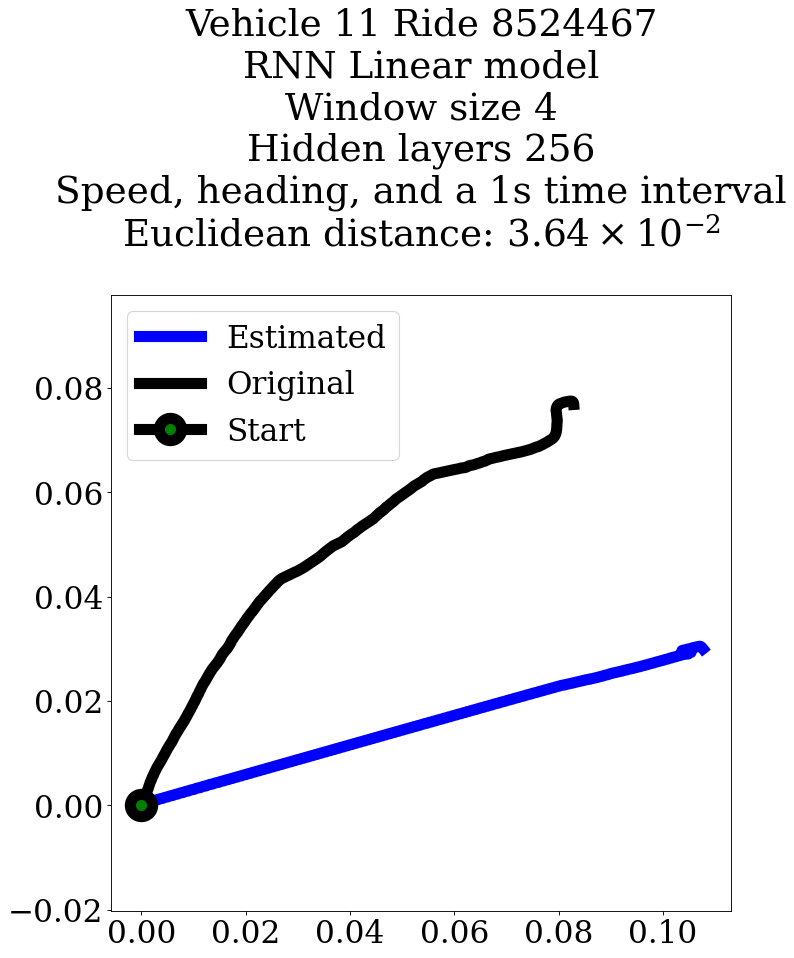 Vehicle 11 Ride 8524467
RNN Linear model
Window size 4
Hidden layers 256
Speed, heading, and a 1s time interval
Euclidean distance: 3.64 × 10⁻²
Estimated
Original
Start
0.08
0.06
0.04
0.02
0.00
−0.02
0.00 0.02 0.04 0.06 0.08 0.10